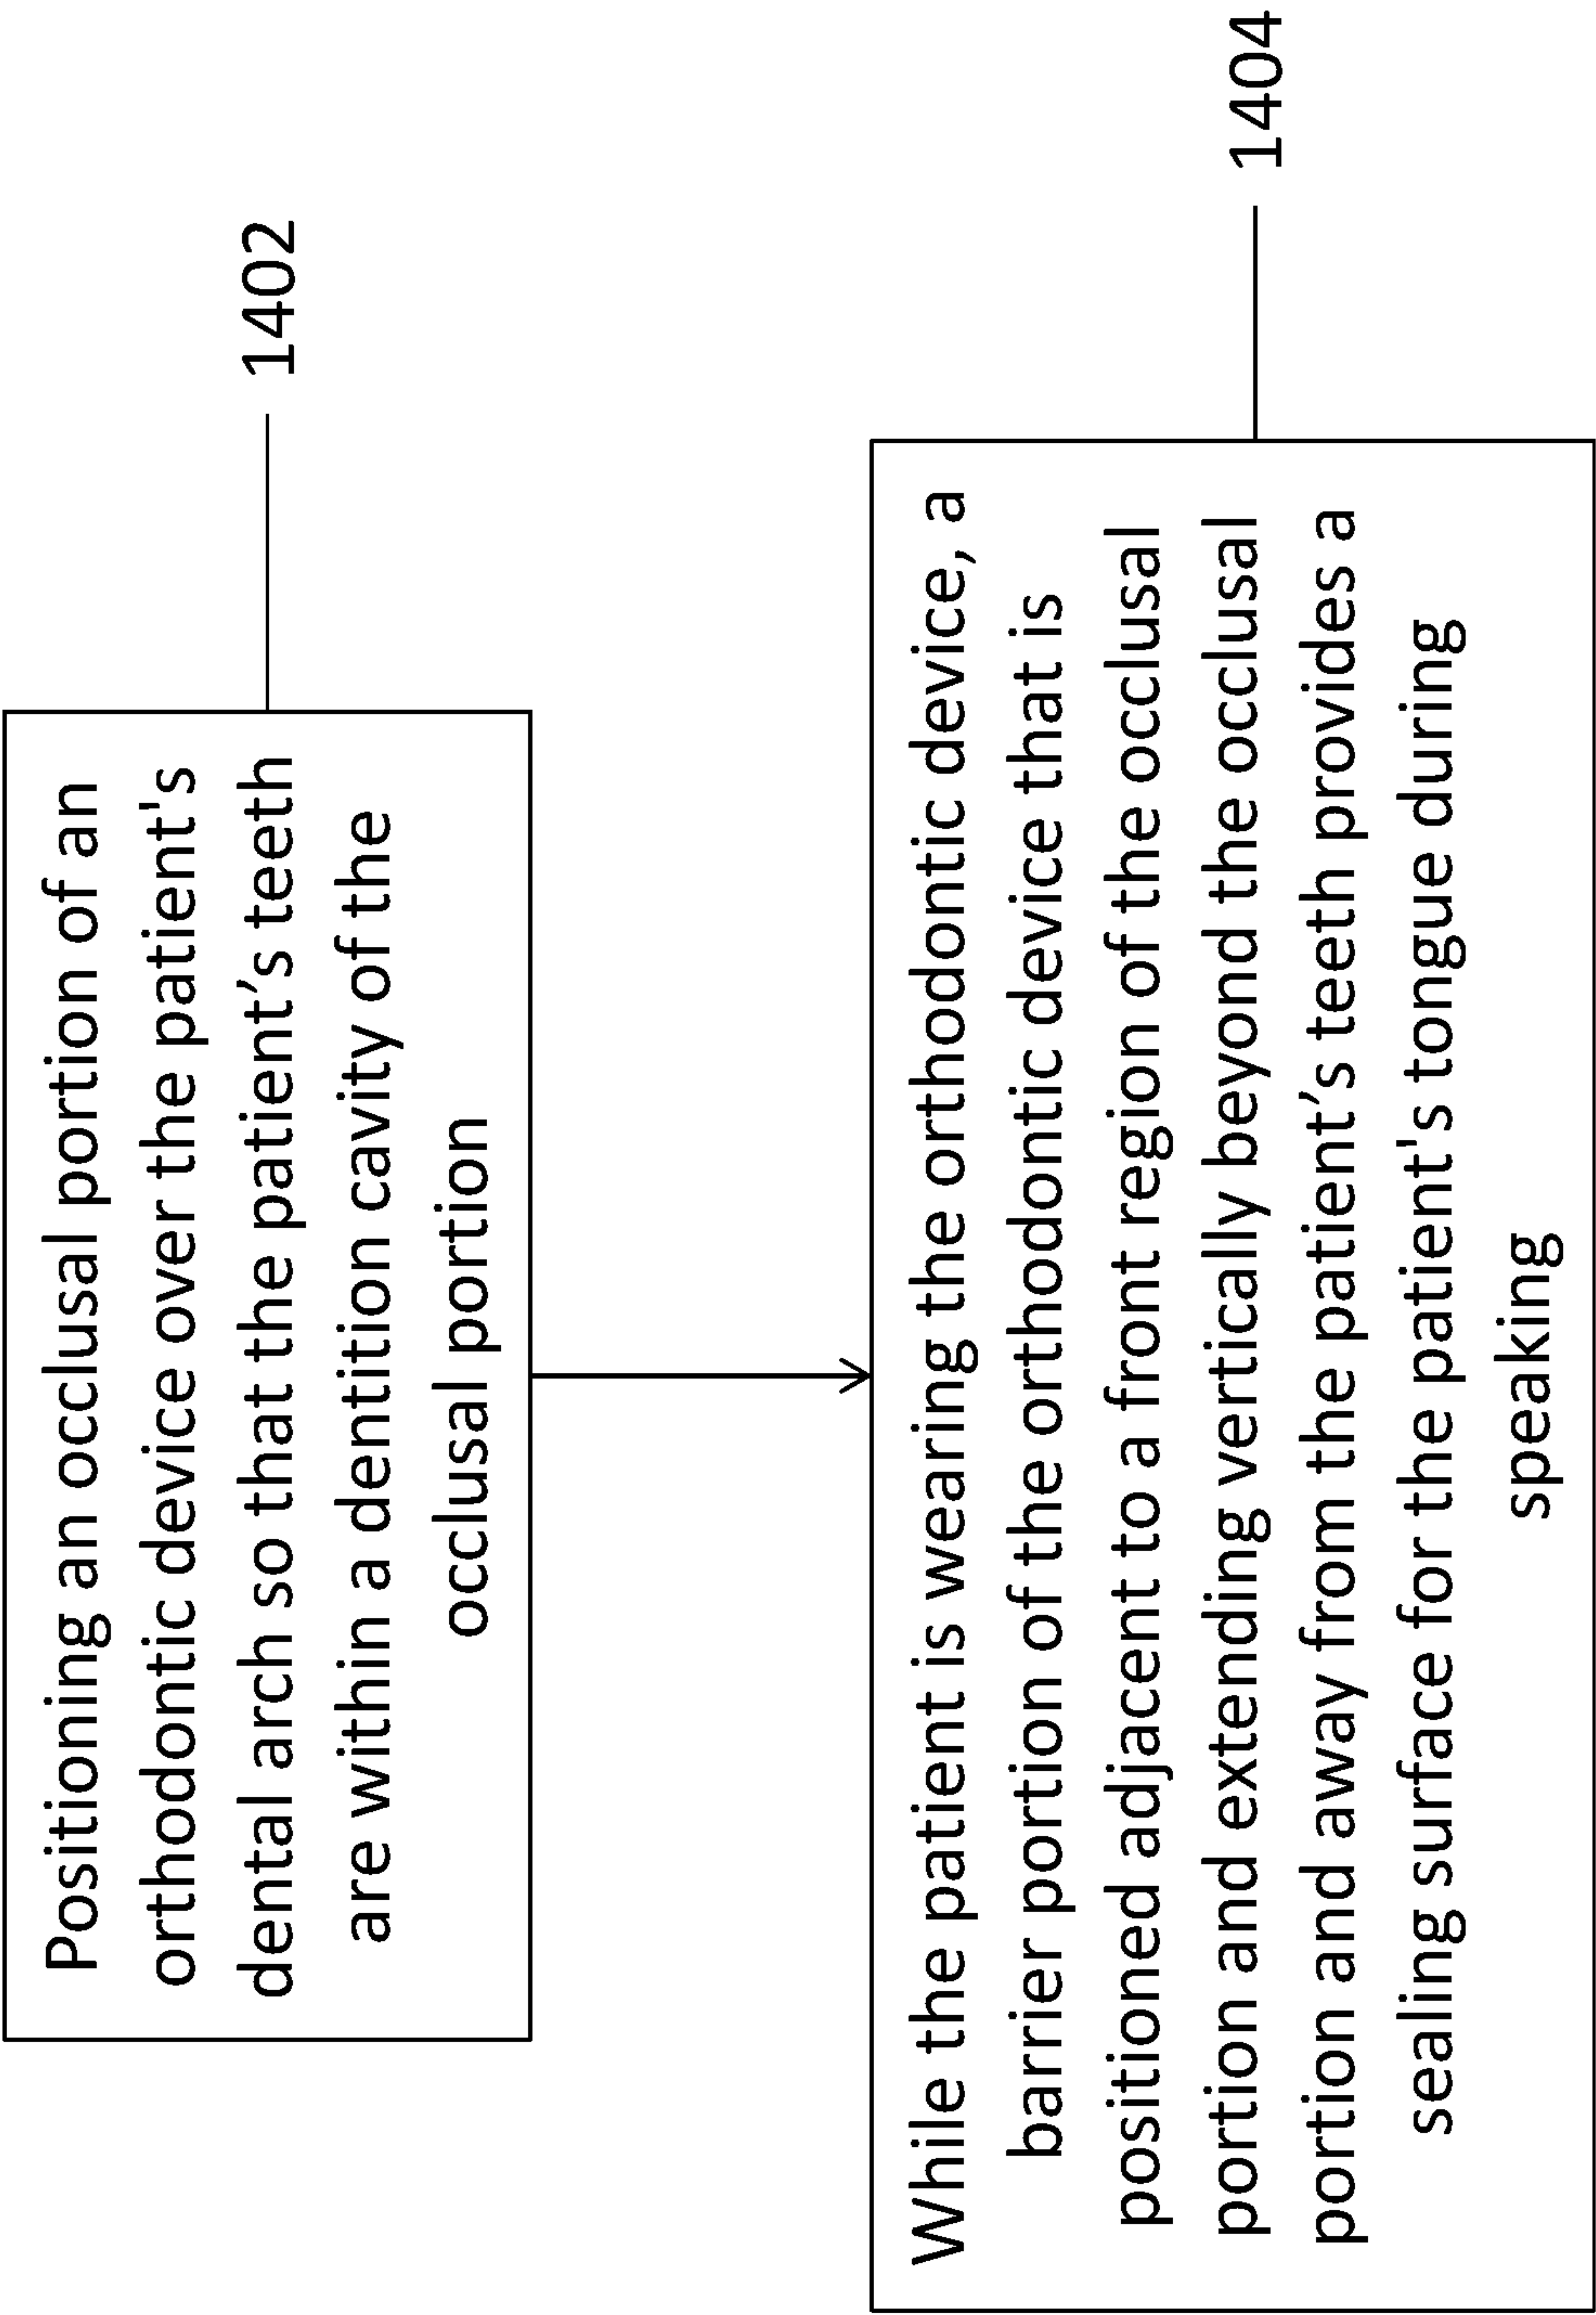 Positioning an occlusal portion of an
orthodontic device over the patient's
dental arch so that the patient’s teeth
are within a dentition cavity of the
occlusal portion
1402
While the patient is wearing the orthodontic device, a
barrier portion of the orthodontic device that is
positioned adjacent to a front region of the occlusal
portion and extending vertically beyond the occlusal
portion and away from the patient’s teeth provides a
sealing surface for the patient's tongue during
speaking
1404